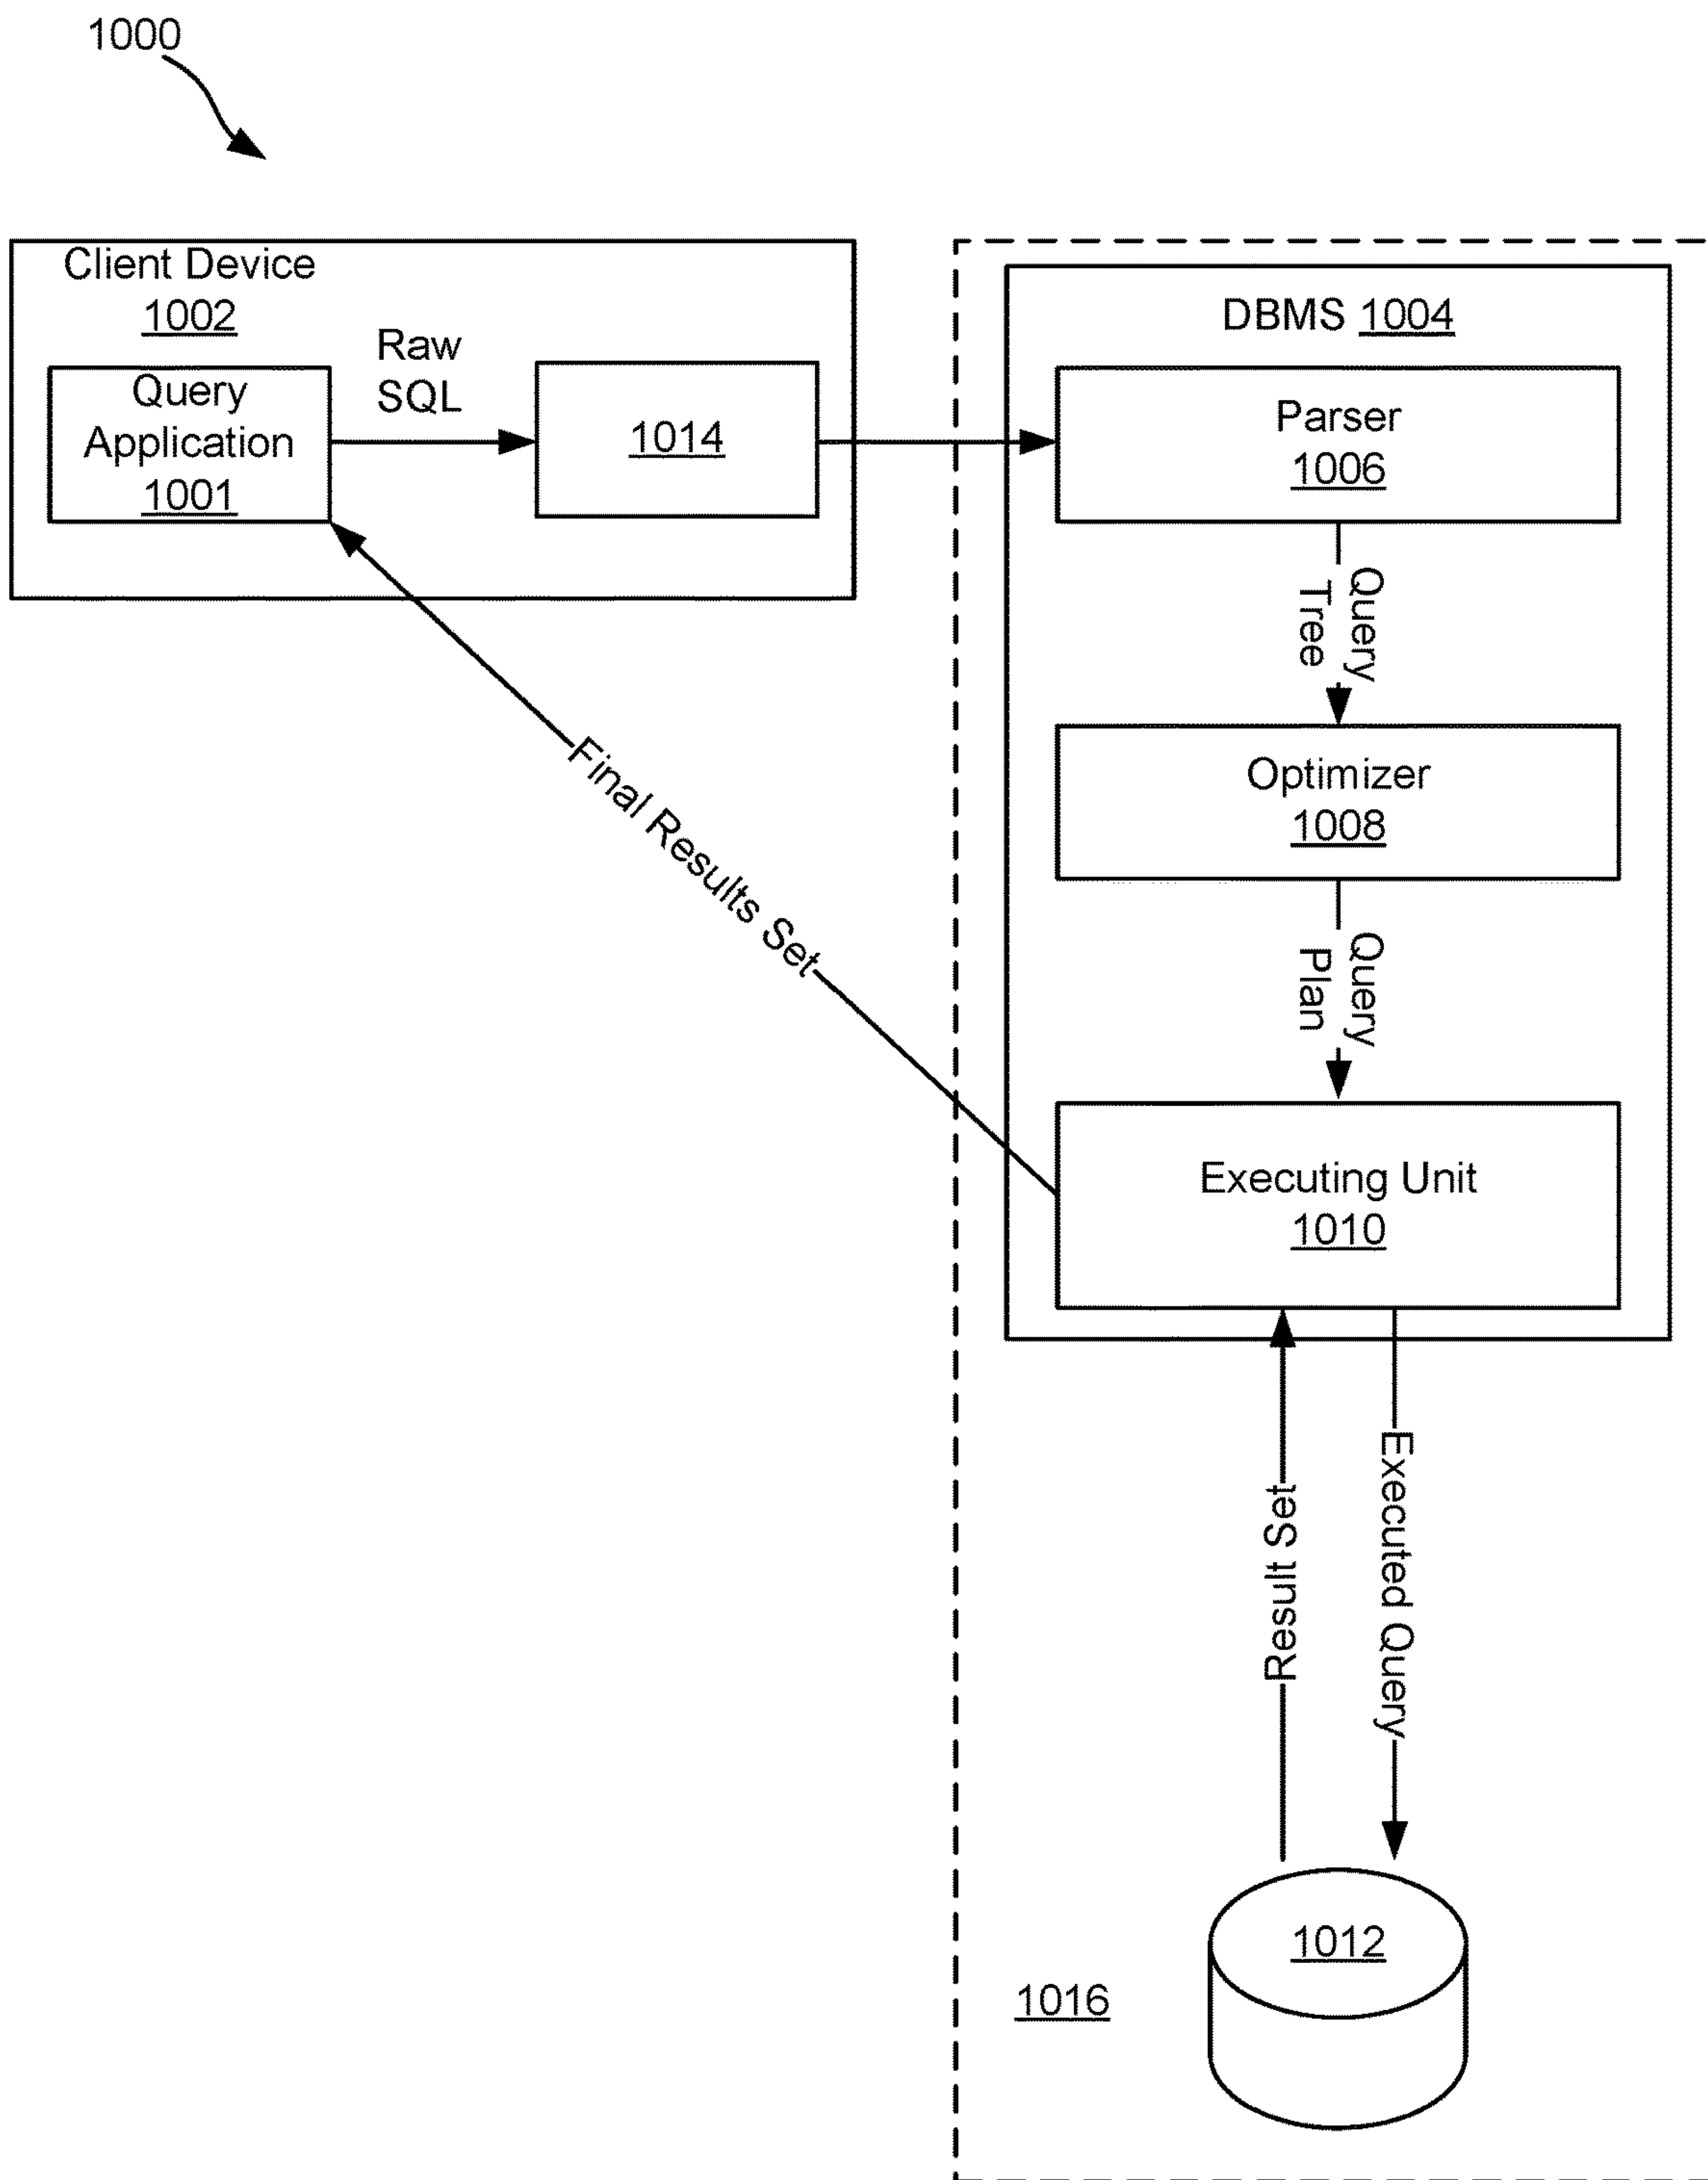 1000
Client Device
1002
Raw
SQL
Query
Application
1001
1014
DBMS 1004
Parser
1006
Query
Tree
Optimizer
1008
Query
Plan
Final Results Set
Executing Unit
1010
Result Set
Executed Query
1012
1016